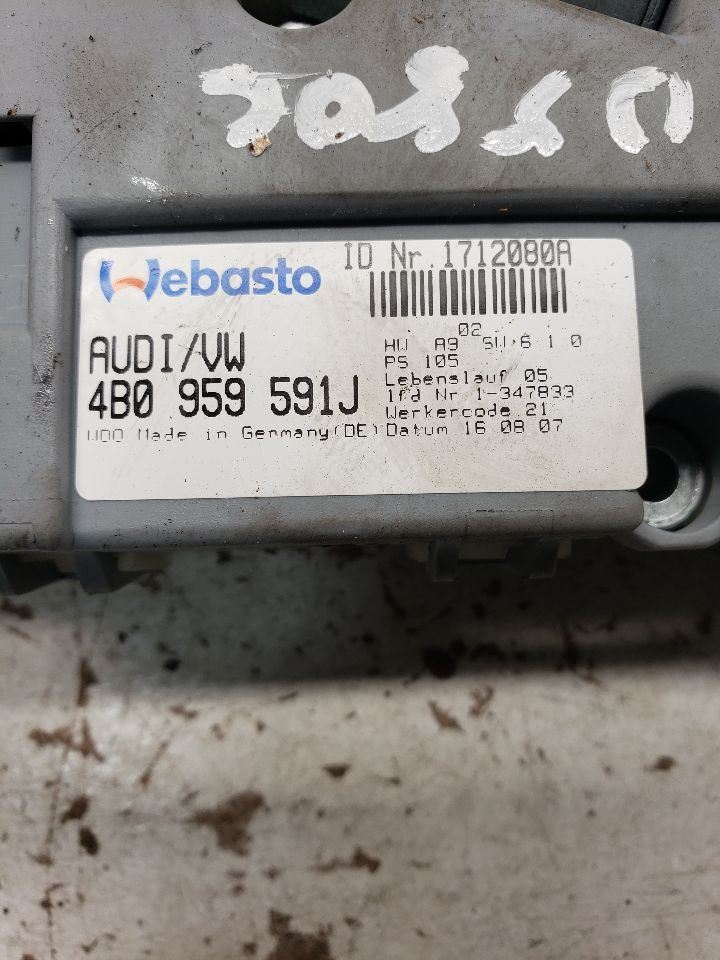 Webasto
ID Nr. 1712080A
AUDI/VW
4B0 959 591J
02
HW A9 SW 6 1 0
PS 105
Lebenslauf 05
lfd Nr 1-347833
Werkercode 21
Made in Germany(DE)
Datum 16 08 07